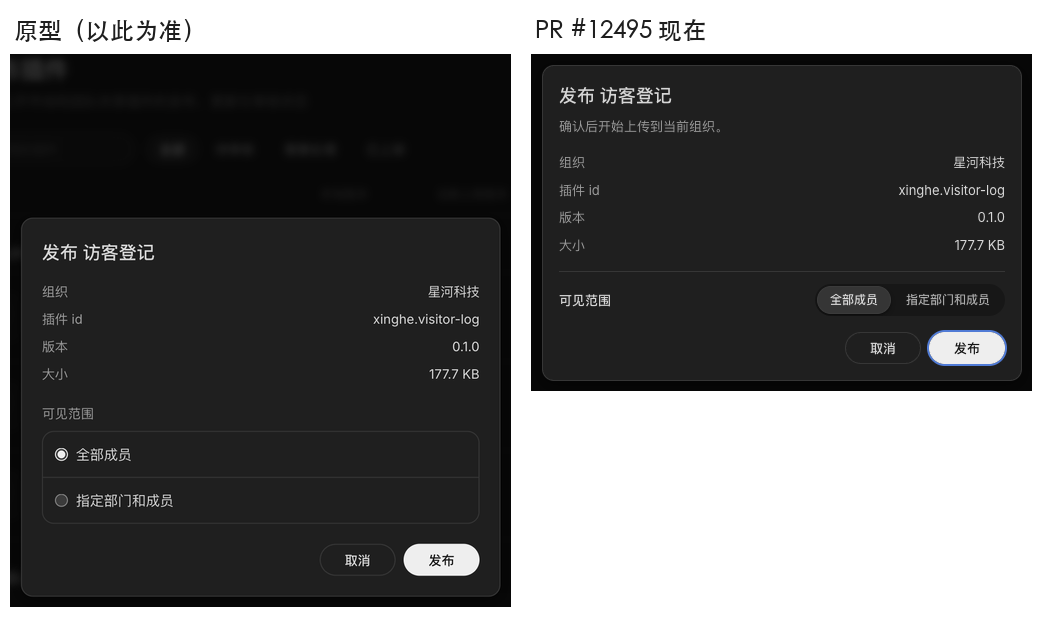 原型（以此为准）
发布 访客登记
组织 星河科技
插件 id xinghe.visitor-log
版本 0.1.0
大小 177.7 KB
可见范围
全部成员
指定部门和成员
取消 发布
PR #12495 现在
发布 访客登记
确认后开始上传到当前组织。
组织 星河科技
插件 id xinghe.visitor-log
版本 0.1.0
大小 177.7 KB
可见范围 全部成员 指定部门和成员
取消 发布